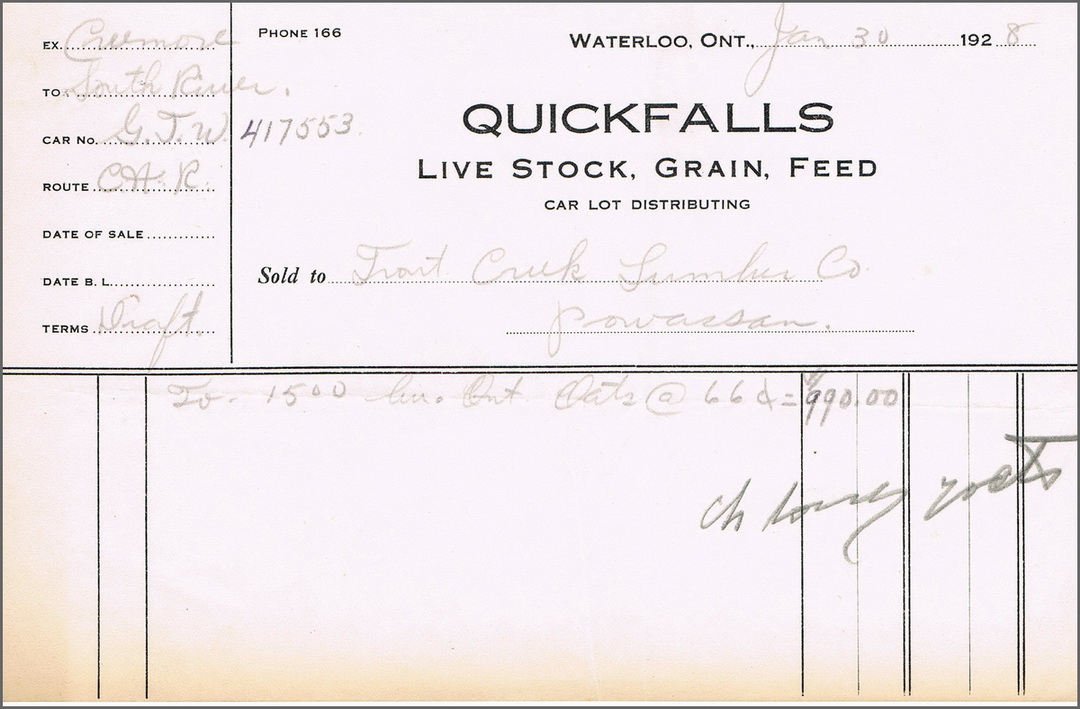 EX. Creemore
PHONE 166
WATERLOO, ONT., Jan 30 1928
TO South River.
CAR NO. G.T.W. 417553
QUICKFALLS
LIVE STOCK, GRAIN, FEED
ROUTE C.H. R.
CAR LOT DISTRIBUTING
DATE OF SALE
Sold to Trout Creek Lumber Co.
DATE B. L.
TERMS Draft.
Powassan.
To. 1500 bu. Ont Oats @ 66¢ = $990.00
ch